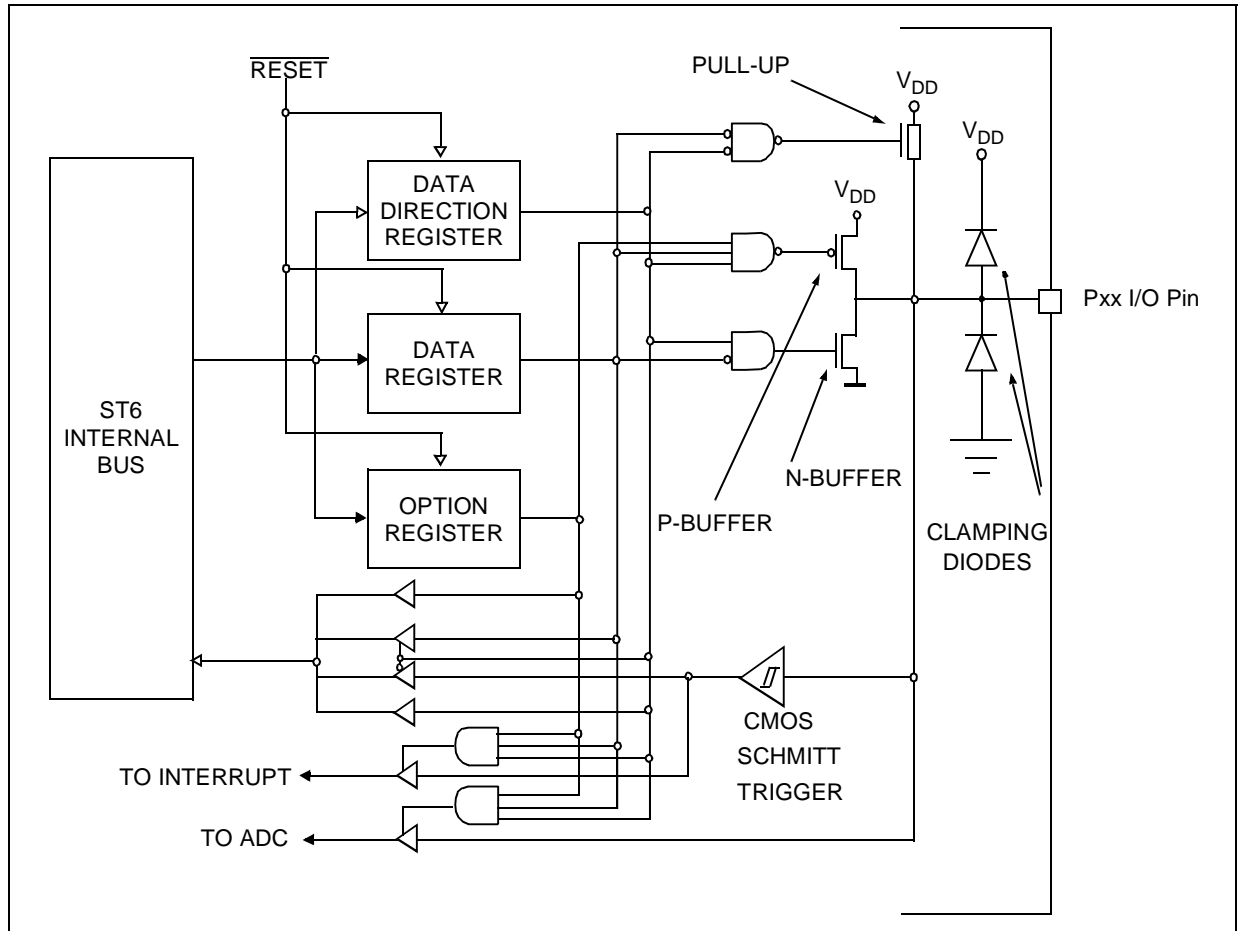 RESET
PULL-UP
VDD
VDD
DATA
DIRECTION
REGISTER
VDD
DATA
REGISTER
Pxx I/O Pin
ST6
INTERNAL
BUS
N-BUFFER
OPTION
REGISTER
P-BUFFER
CLAMPING
DIODES
CMOS
SCHMITT
TRIGGER
TO INTERRUPT
TO ADC